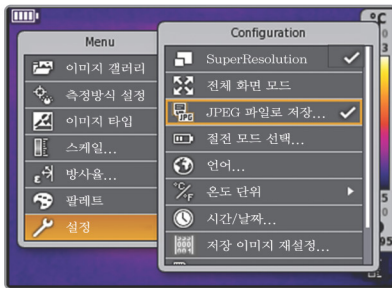 °C
Menu
이미지 갤러리
측정방식 설정
이미지 타입
스케일...
방사율...
팔레트
설정
Configuration
SuperResolution
전체 화면 모드
JPEG 파일로 저장...
절전 모드 선택...
언어...
온도 단위
시간/날짜...
저장 이미지 재설정...